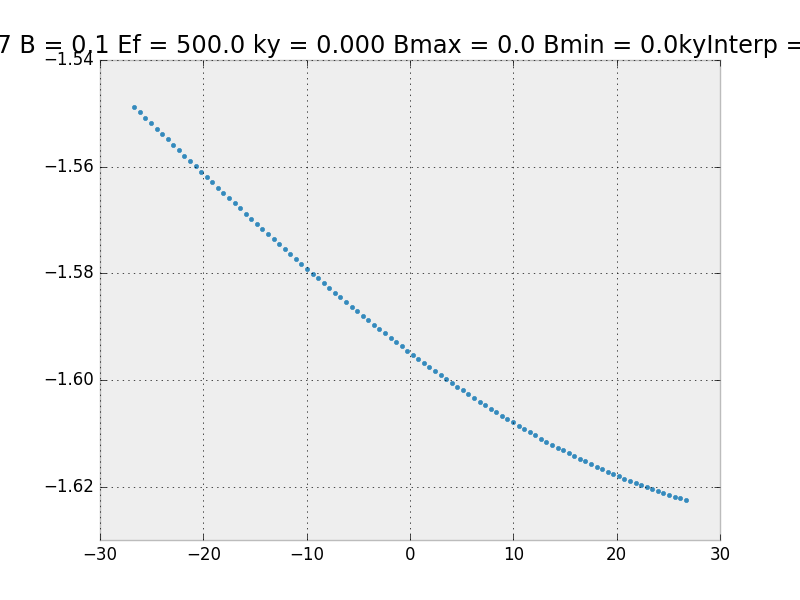 7 B = 0.1 Ef = 500.0 ky = 0.000 Bmax = 0.0 Bmin = 0.0kyInterp =
−1.54
−1.56
−1.58
−1.60
−1.62
−30 −20 −10 0 10 20 30